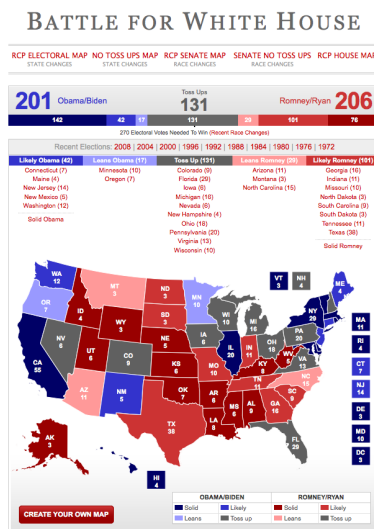 BATTLE FOR WHITE HOUSE
RCP ELECTORAL MAP NO TOSS UPS MAP RCP SENATE MAP SENATE NO TOSS UPS RCP HOUSE MAP
STATE CHANGES STATE CHANGES RACE CHANGES RACE CHANGES
201 Obama/Biden Toss Ups 131 Romney/Ryan 206
142 42 17 131 29 101 76
270 Electoral Votes Needed To Win (Recent Race Changes)
Recent Elections: 2008 | 2004 | 2000 | 1996 | 1992 | 1988 | 1984 | 1980 | 1976 | 1972
Likely Obama (42) Leans Obama (17) Toss Up (131) Leans Romney (29) Likely Romney (101)
Connecticut (7) Minnesota (10) Colorado (9) Arizona (11) Georgia (16)
Maine (4) Oregon (7) Florida (29) Montana (3) Indiana (11)
New Jersey (14) Iowa (6) North Carolina (15) Missouri (10)
New Mexico (5) Michigan (16) North Dakota (3)
Washington (12) Nevada (6) South Carolina (9)
New Hampshire (4) South Dakota (3)
Solid Obama Ohio (18) Tennessee (11)
Pennsylvania (20) Texas (38)
Virginia (13)
Wisconsin (10) Solid Romney
WA 12
OR 7
CA 55
NV 6
ID 4
MT 3
WY 3
UT 6
AZ 11
CO 9
NM 5
ND 3
SD 3
NE 5
KS 6
OK 7
TX 38
MN 10
IA 6
MO 10
AR 6
LA 8
WI 10
IL 20
MI 16
IN 11
OH 18
KY 8
TN 11
MS 6
AL 9
GA 16
FL 29
SC 9
NC 15
VA 13
WV 5
PA 20
NY 29
VT 3
NH 4
ME 4
MA 11
RI 4
CT 7
NJ 14
DE 3
MD 10
DC 3
AK 3
HI 4
CREATE YOUR OWN MAP
OBAMA/BIDEN ROMNEY/RYAN
Solid Likely Solid Likely
Leans Toss up Leans Toss up